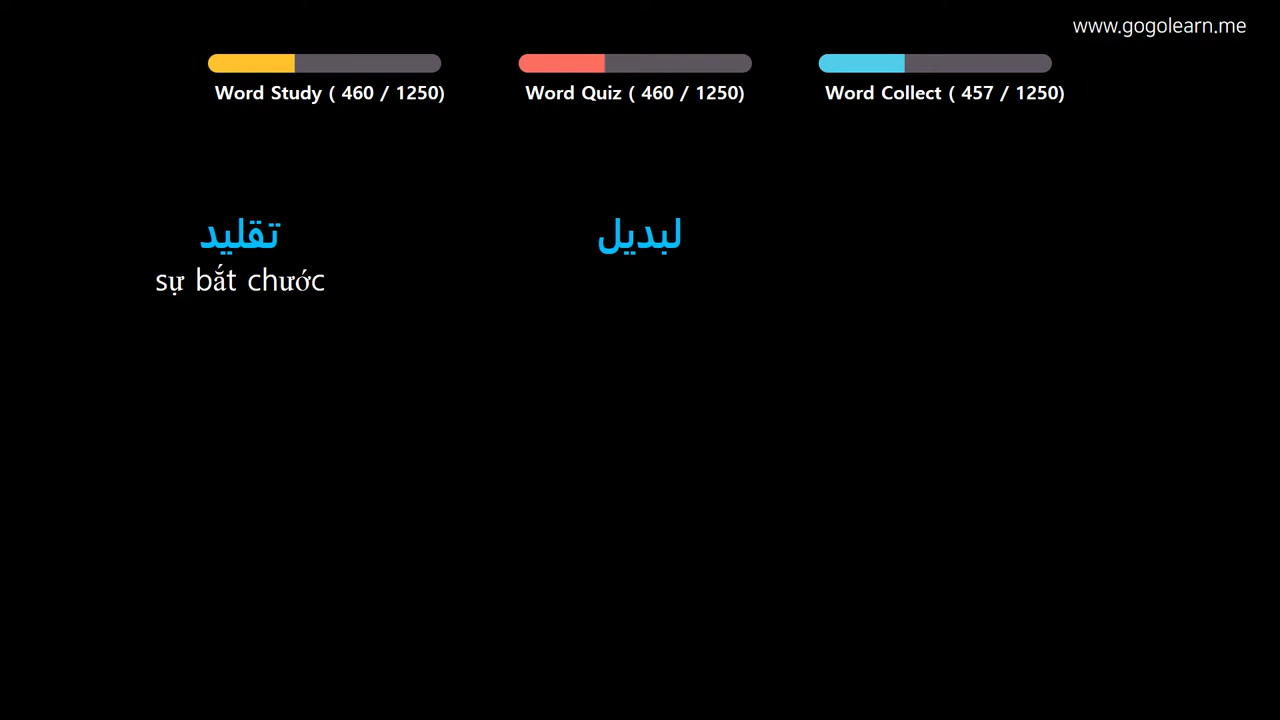 www.gogolearn.me
Word Study ( 460 / 1250)
Word Quiz ( 460 / 1250)
Word Collect ( 457 / 1250)
تقليد
sự bắt chước
لبديل